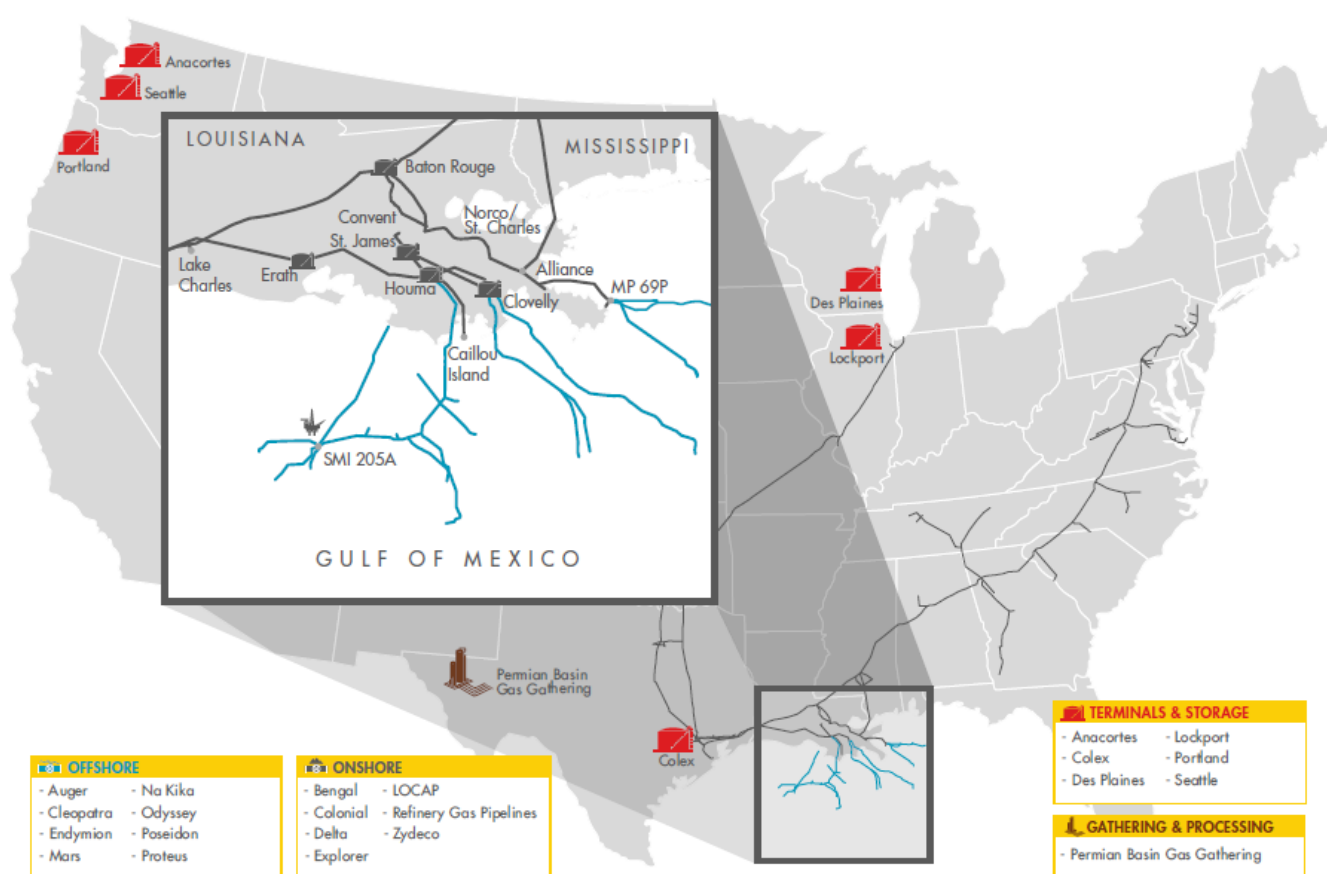 Anacortes
Seattle
Portland
LOUISIANA
MISSISSIPPI
Baton Rouge
Convent
St. James
Norco/
St. Charles
Lake
Charles
Erath
Houma
Clovelly
Alliance
MP 69P
Caillou
Island
SMI 205A
GULF OF MEXICO
Des Plaines
Lockport
Permian Basin
Gas Gathering
Colex
OFFSHORE
- Auger
- Cleopatra
- Endymion
- Mars
- Na Kika
- Odyssey
- Poseidon
- Proteus
ONSHORE
- Bengal
- Colonial
- Delta
- Explorer
- LOCAP
- Refinery Gas Pipelines
- Zydeco
TERMINALS & STORAGE
- Anacortes
- Colex
- Des Plaines
- Lockport
- Portland
- Seattle
GATHERING & PROCESSING
- Permian Basin Gas Gathering